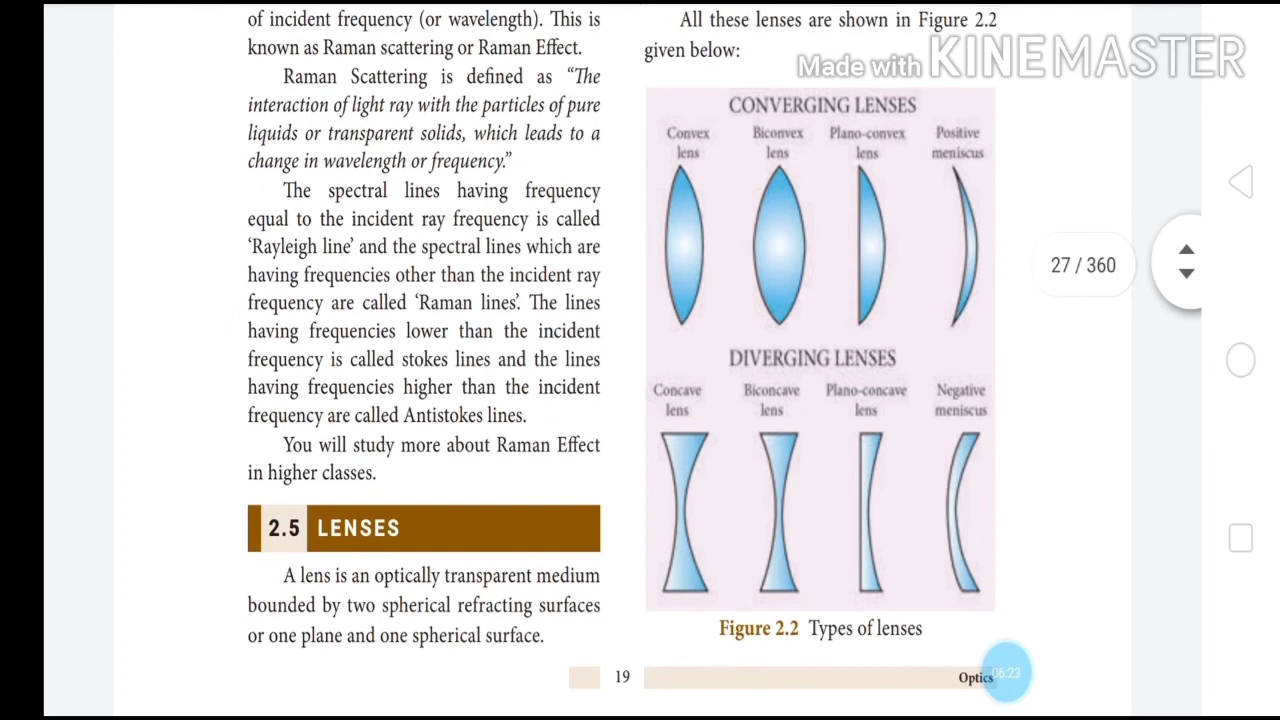 of incident frequency (or wavelength). This is
known as Raman scattering or Raman Effect.
Raman Scattering is defined as “The
interaction of light ray with the particles of pure
liquids or transparent solids, which leads to a
change in wavelength or frequency.”
The spectral lines having frequency
equal to the incident ray frequency is called
‘Rayleigh line’ and the spectral lines which are
having frequencies other than the incident ray
frequency are called ‘Raman lines’. The lines
having frequencies lower than the incident
frequency is called stokes lines and the lines
having frequencies higher than the incident
frequency are called Antistokes lines.
You will study more about Raman Effect
in higher classes.
2.5 LENSES
A lens is an optically transparent medium
bounded by two spherical refracting surfaces
or one plane and one spherical surface.
All these lenses are shown in Figure 2.2
given below:
Made with KINEMASTER
CONVERGING LENSES
Convex lens
Biconvex lens
Plano-convex lens
Positive meniscus
DIVERGING LENSES
Concave lens
Biconcave lens
Plano-concave lens
Negative meniscus
Figure 2.2 Types of lenses
27 / 360
19
Optics
06:23